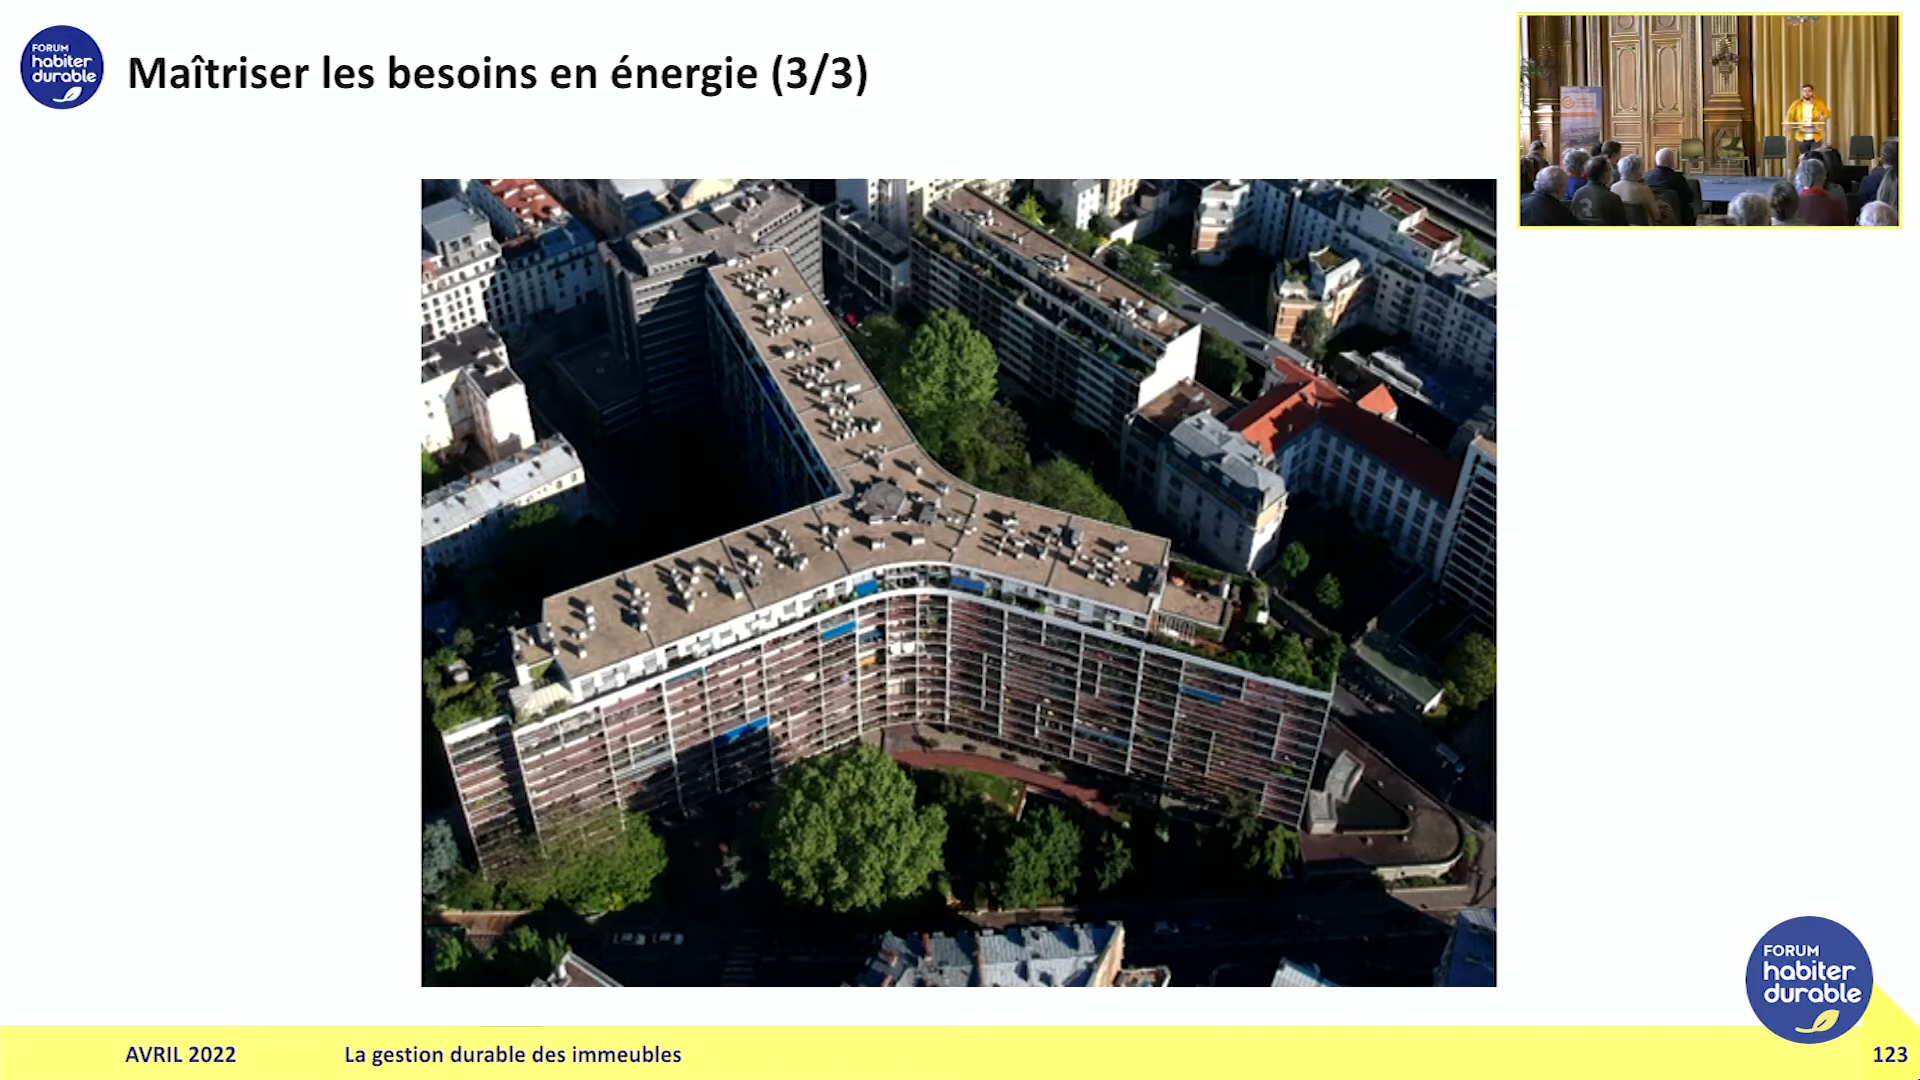 FORUM
habiter
durable
Maîtriser les besoins en énergie (3/3)
FORUM
habiter
durable
AVRIL 2022
La gestion durable des immeubles
123